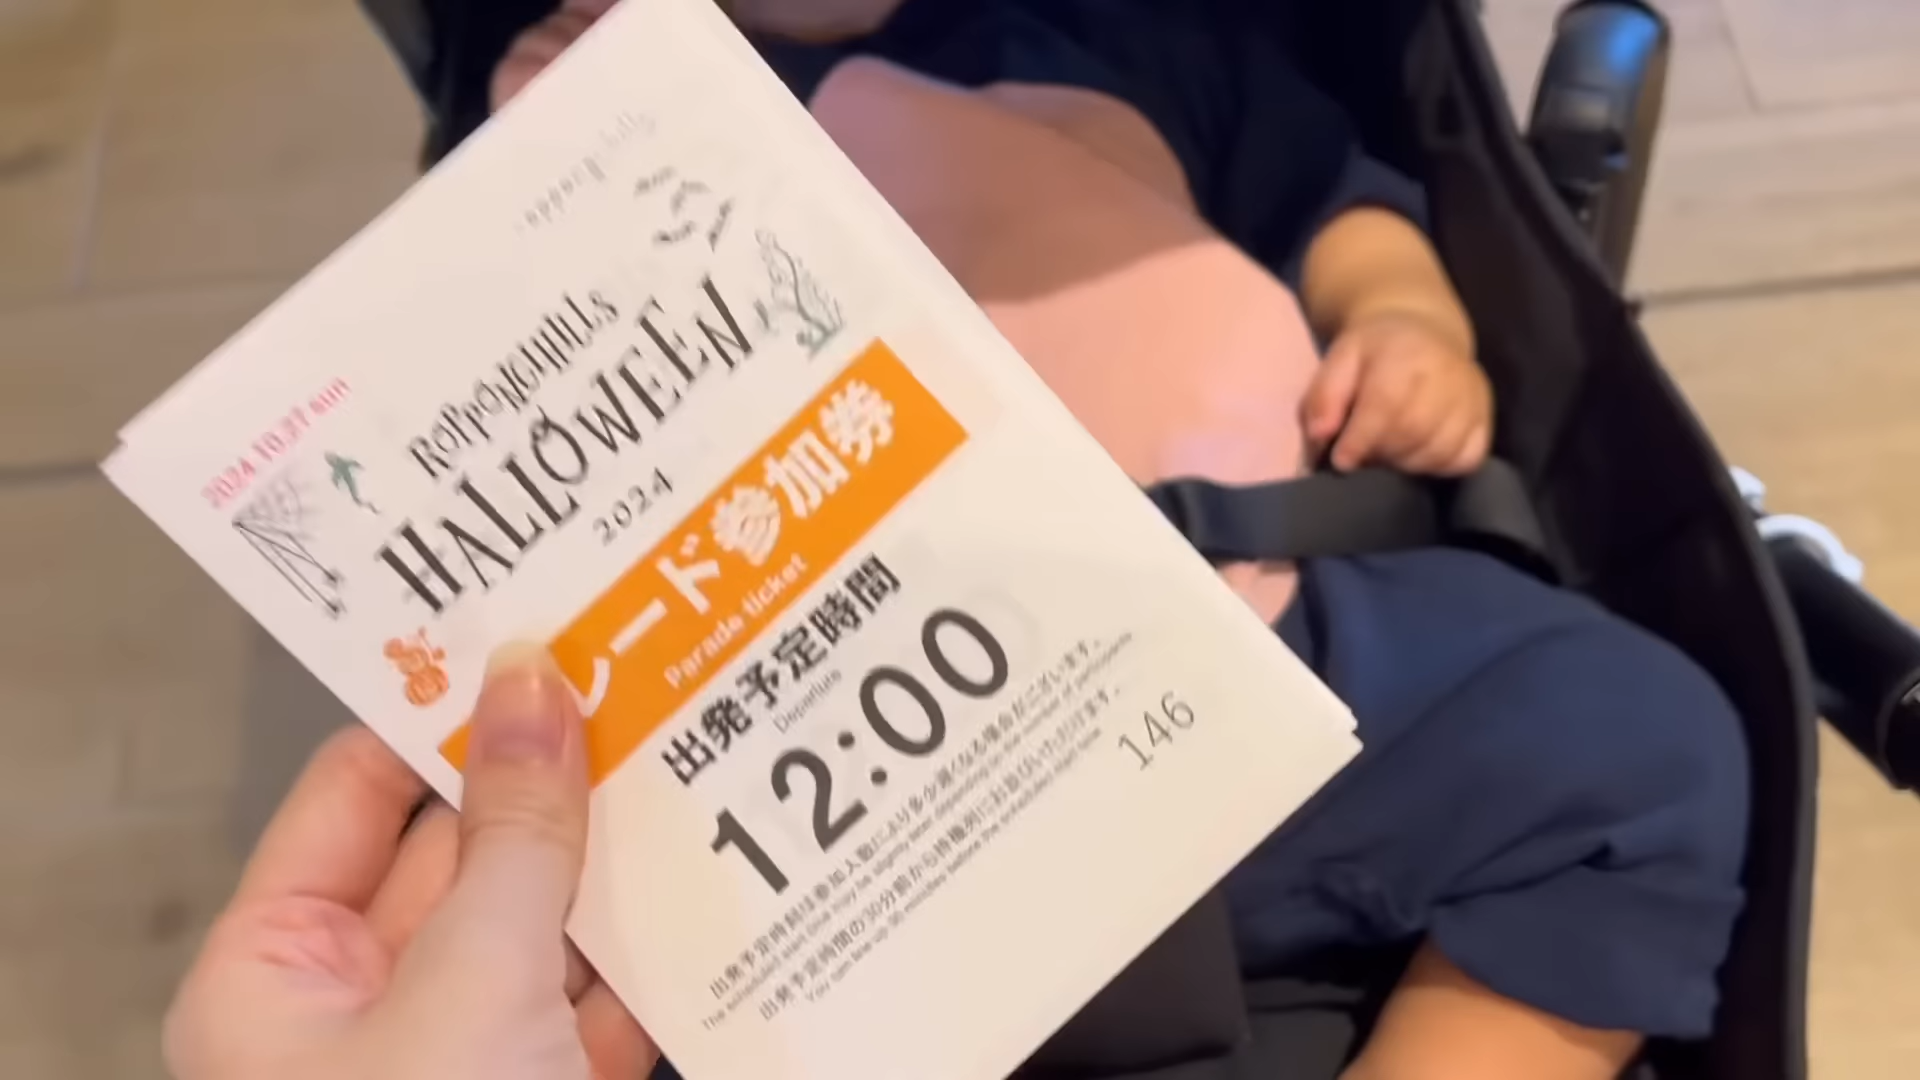 roppongi hills
2024.10.27 sun
ROPPONGIHILLS
HALLOWEEN
2024
レード参加券
Parade ticket
出発予定時間
Departure
12:00
出発予定時刻は参加人数により多少遅くなる場合がございます。
The scheduled start time may be slightly later depending on the number of participants
出発予定時間の30分前から待機列にお並びいただけます。
You can line up 30 minutes before the scheduled start time
146